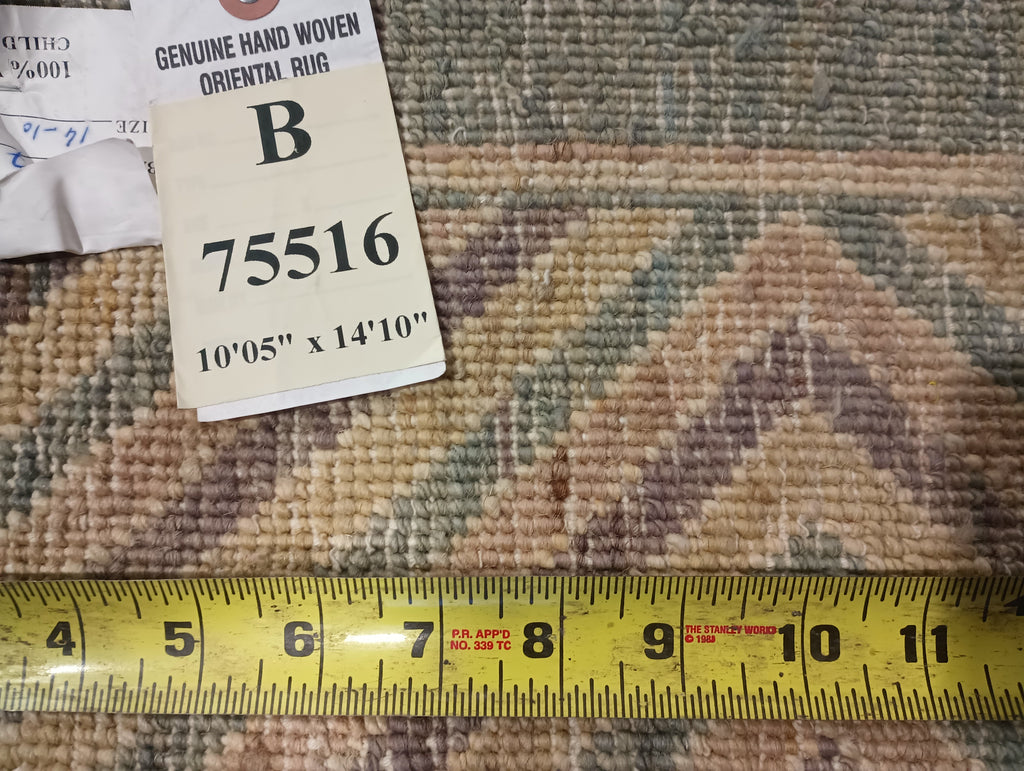 GENUINE HAND WOVEN
ORIENTAL RUG
B
75516
10'05" x 14'10"
100%
CHILD
IZE 14-10
4 5 6 7 8 9 10 11
P.R. APP'D
NO. 339 TC
THE STANLEY WORKS
© 1983